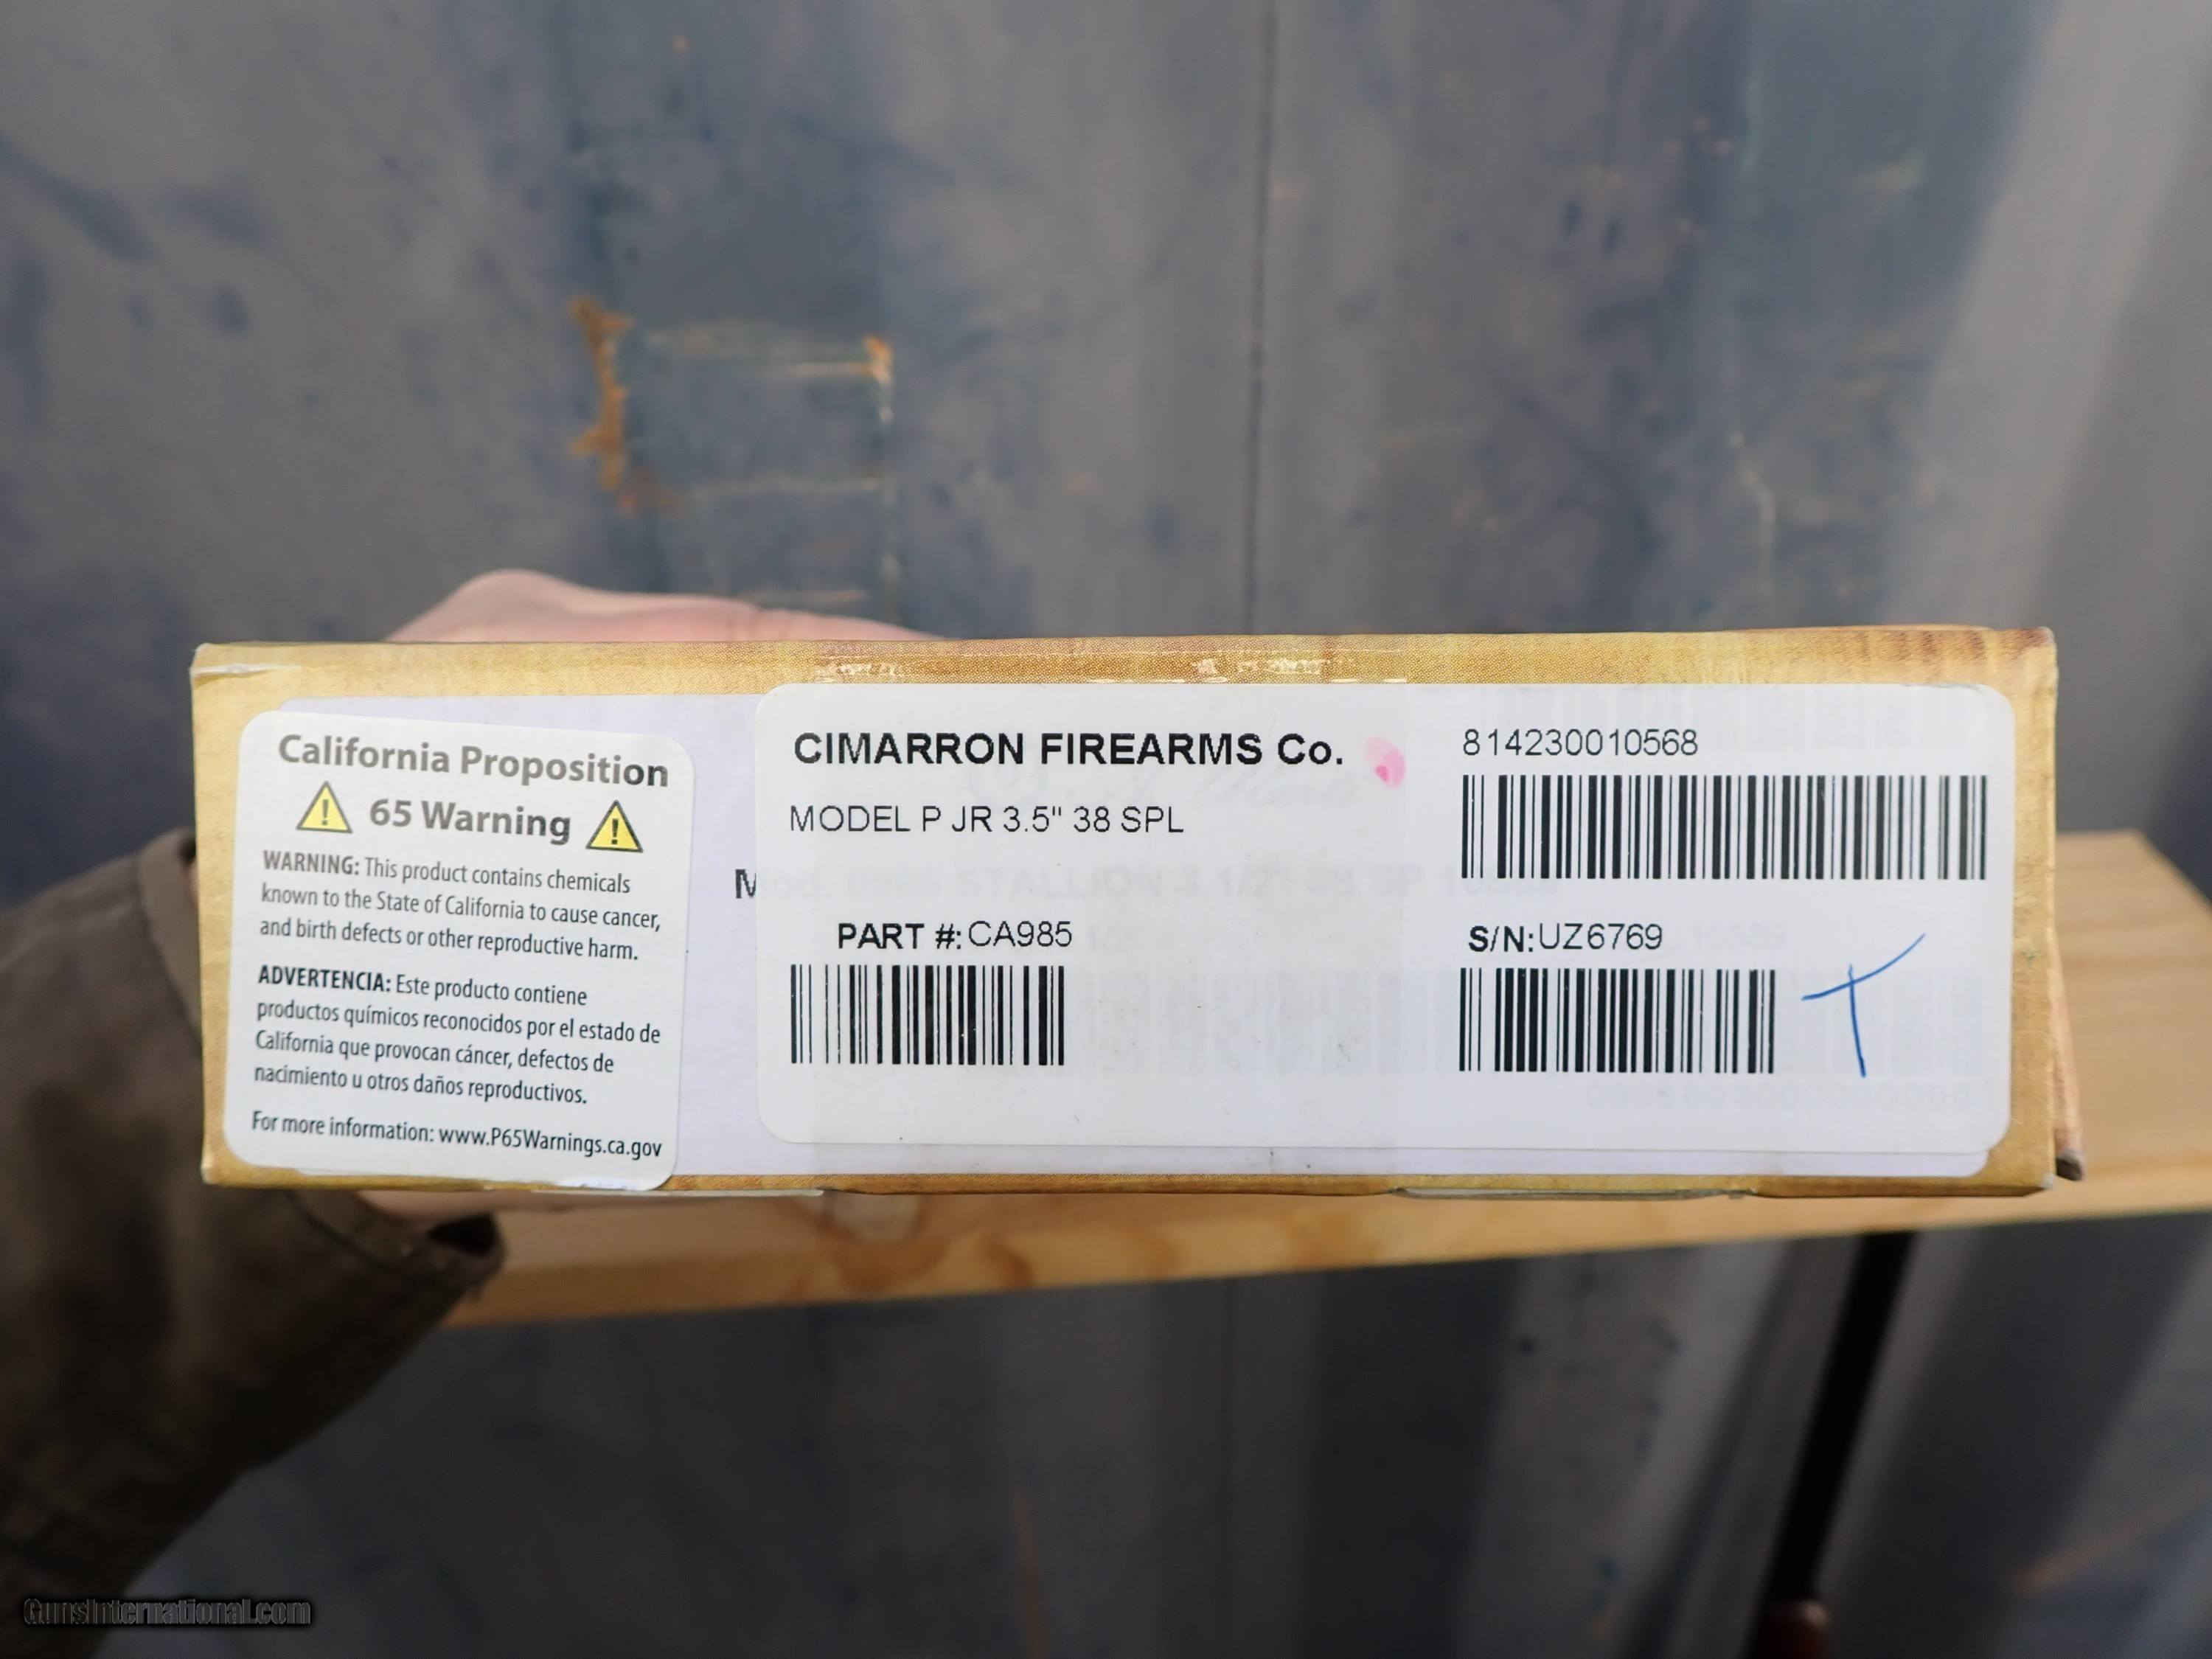 California Proposition
65 Warning
WARNING: This product contains chemicals
known to the State of California to cause cancer,
and birth defects or other reproductive harm.
ADVERTENCIA: Este producto contiene
productos químicos reconocidos por el estado de
California que provocan cáncer, defectos de
nacimiento u otros daños reproductivos.
For more information: www.P65Warnings.ca.gov
CIMARRON FIREARMS Co.
MODEL P JR 3.5" 38 SPL
PART #: CA985
814230010568
S/N: UZ6769
T
GunsInternational.com